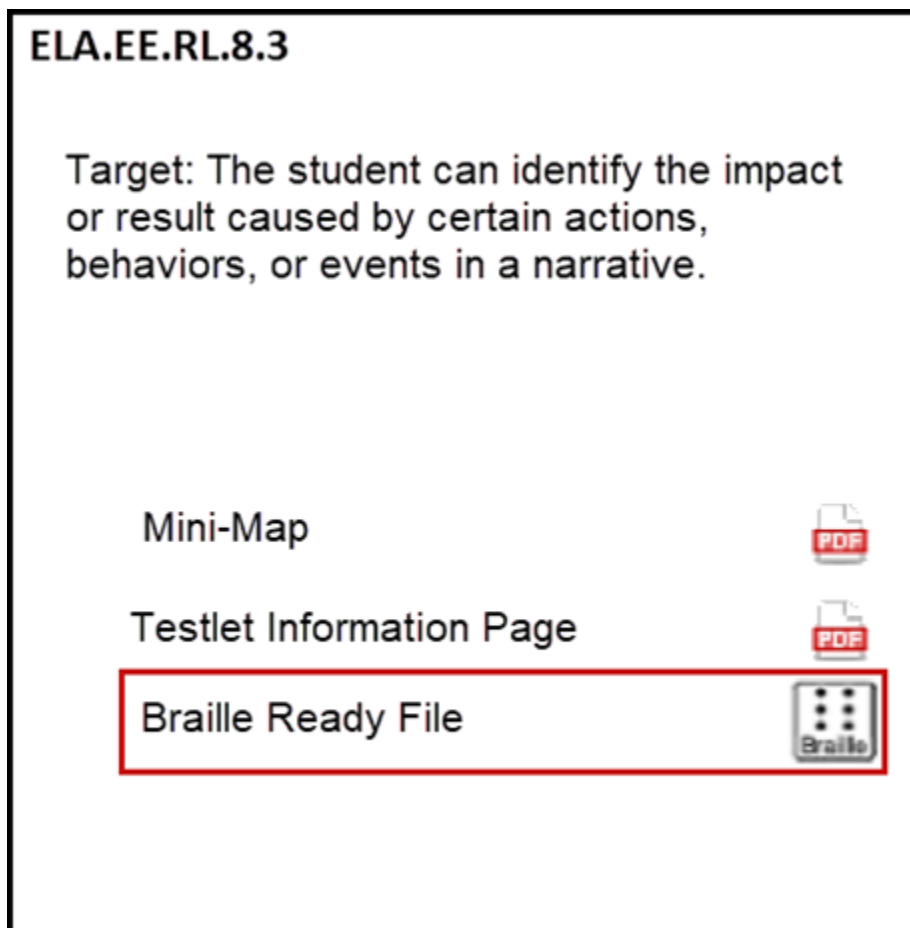 ELA.EE.RL.8.3
Target: The student can identify the impact
or result caused by certain actions,
behaviors, or events in a narrative.
Mini-Map
PDF
Testlet Information Page
PDF
Braille Ready File
Braille